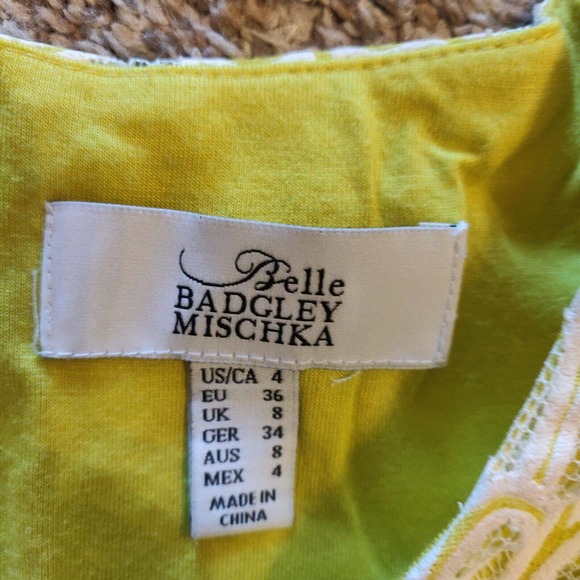 Belle
BADGLEY
MISCHKA
US/CA 4
EU 36
UK 8
GER 34
AUS 8
MEX 4
MADE IN
CHINA